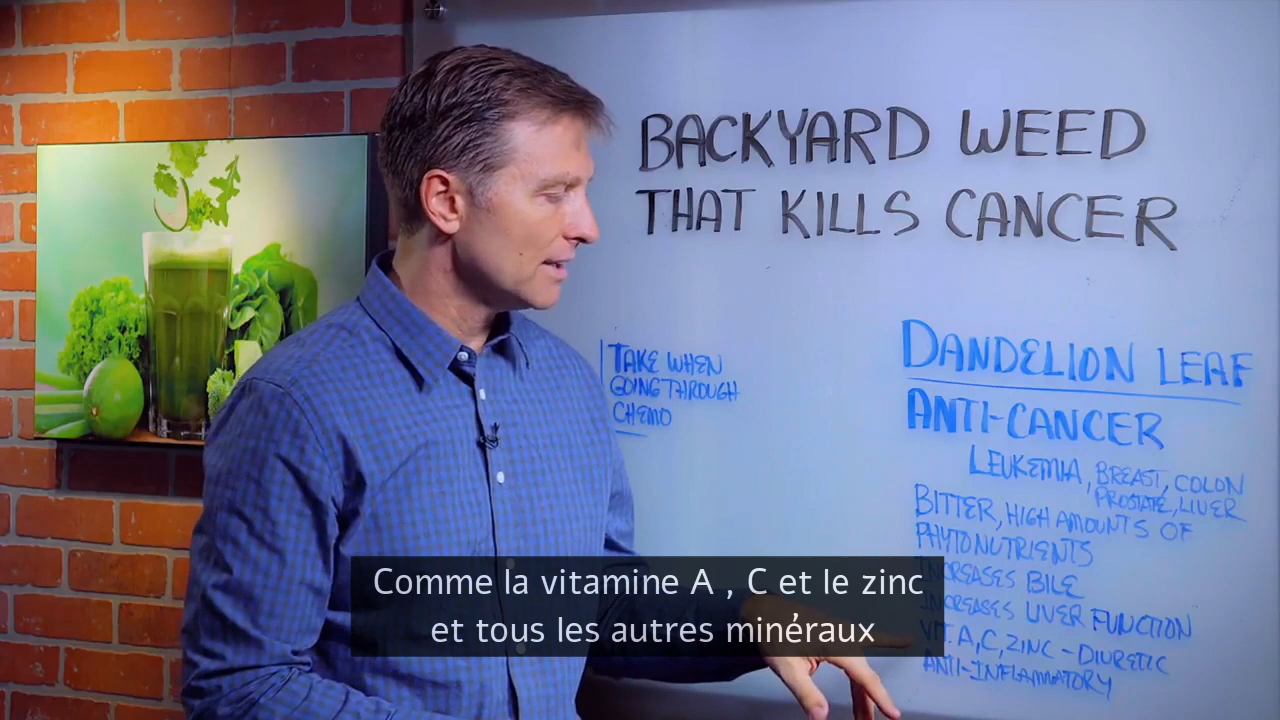 BACKYARD WEED
THAT KILLS CANCER
TAKE WHEN
GOING THROUGH
CHEMO
DANDELION LEAF
ANTI-CANCER
LEUKEMIA, BREAST, COLON
PROSTATE, LIVER
BITTER, HIGH AMOUNTS OF
PHYTONUTRIENTS
INCREASES BILE
INCREASES LIVER FUNCTION
VIT. A, C, ZINC - DIURETIC
ANTI-INFLAMMATORY
Comme la vitamine A , C et le zinc
et tous les autres minéraux